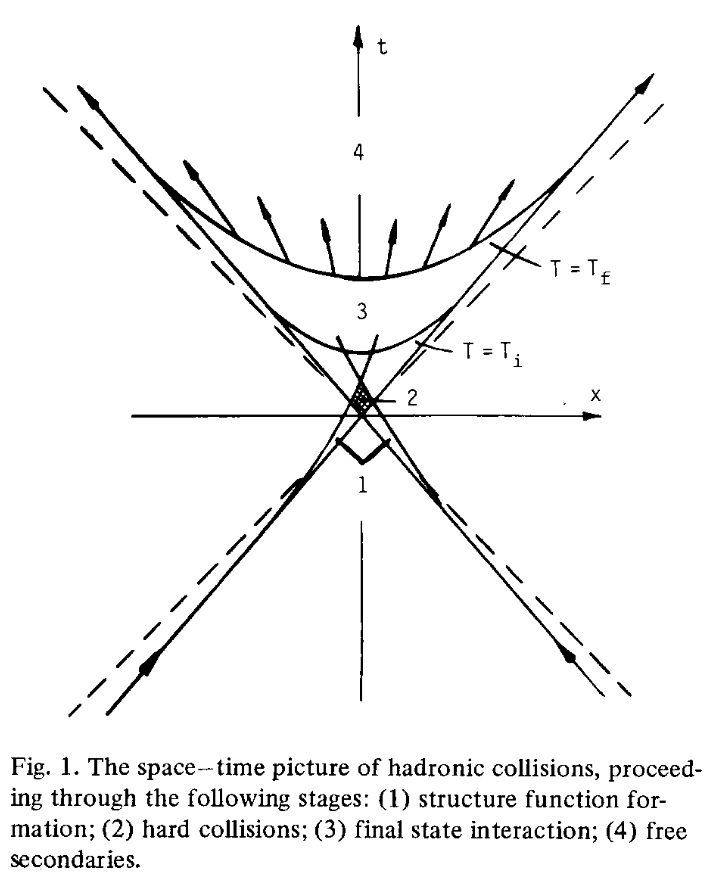 t
4
T = T_f
3
T = T_i
2
x
1
Fig. 1. The space–time picture of hadronic collisions, proceed-
ing through the following stages: (1) structure function for-
mation; (2) hard collisions; (3) final state interaction; (4) free
secondaries.